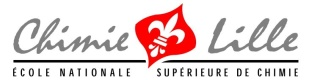 Chimie Lille
ÉCOLE NATIONALE SUPÉRIEURE DE CHIMIE